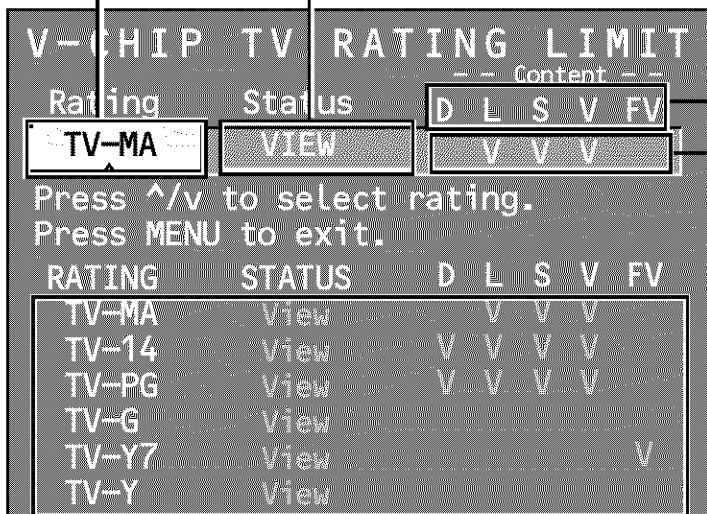 V-CHIP TV RATING LIMIT
-- Content --
Rating Status D L S V FV
TV-MA VIEW V V V
Press ^/v to select rating.
Press MENU to exit.
RATING STATUS D L S V FV
TV-MA View V V V
TV-14 View V V V V
TV-PG View V V V V
TV-G View
TV-Y7 View V
TV-Y View